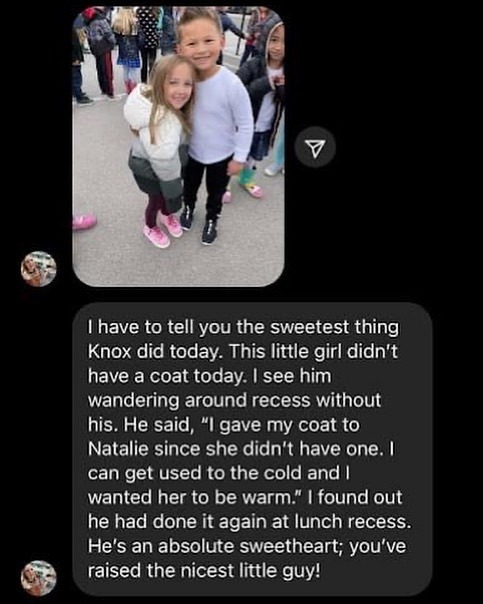 I have to tell you the sweetest thing
Knox did today. This little girl didn't
have a coat today. I see him
wandering around recess without
his. He said, "I gave my coat to
Natalie since she didn't have one. I
can get used to the cold and I
wanted her to be warm." I found out
he had done it again at lunch recess.
He's an absolute sweetheart; you've
raised the nicest little guy!